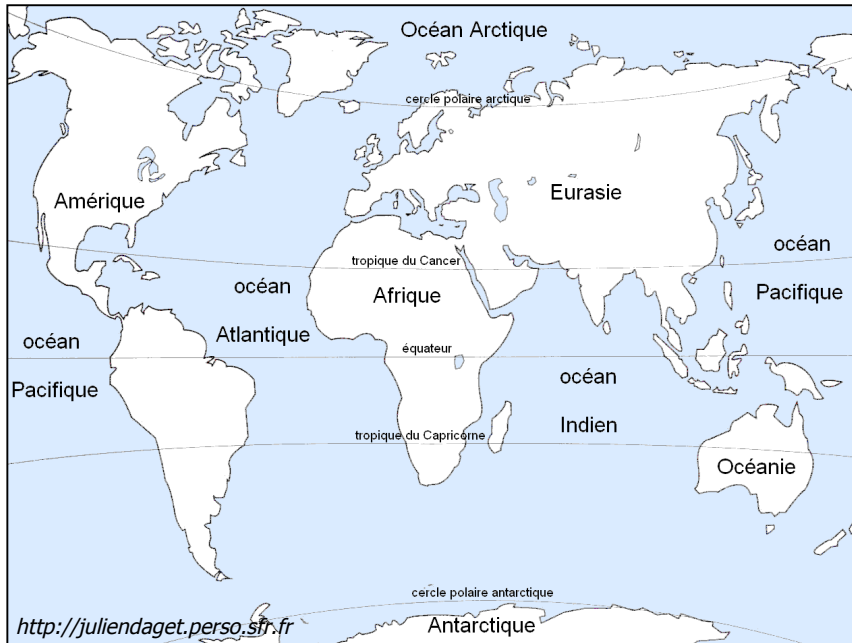 Océan Arctique
cercle polaire arctique
Amérique
Eurasie
océan
Pacifique
tropique du Cancer
océan
Atlantique
Afrique
océan
Pacifique
équateur
océan
Indien
tropique du Capricorne
Océanie
cercle polaire antarctique
Antarctique
http://juliendaget.perso.sfr.fr